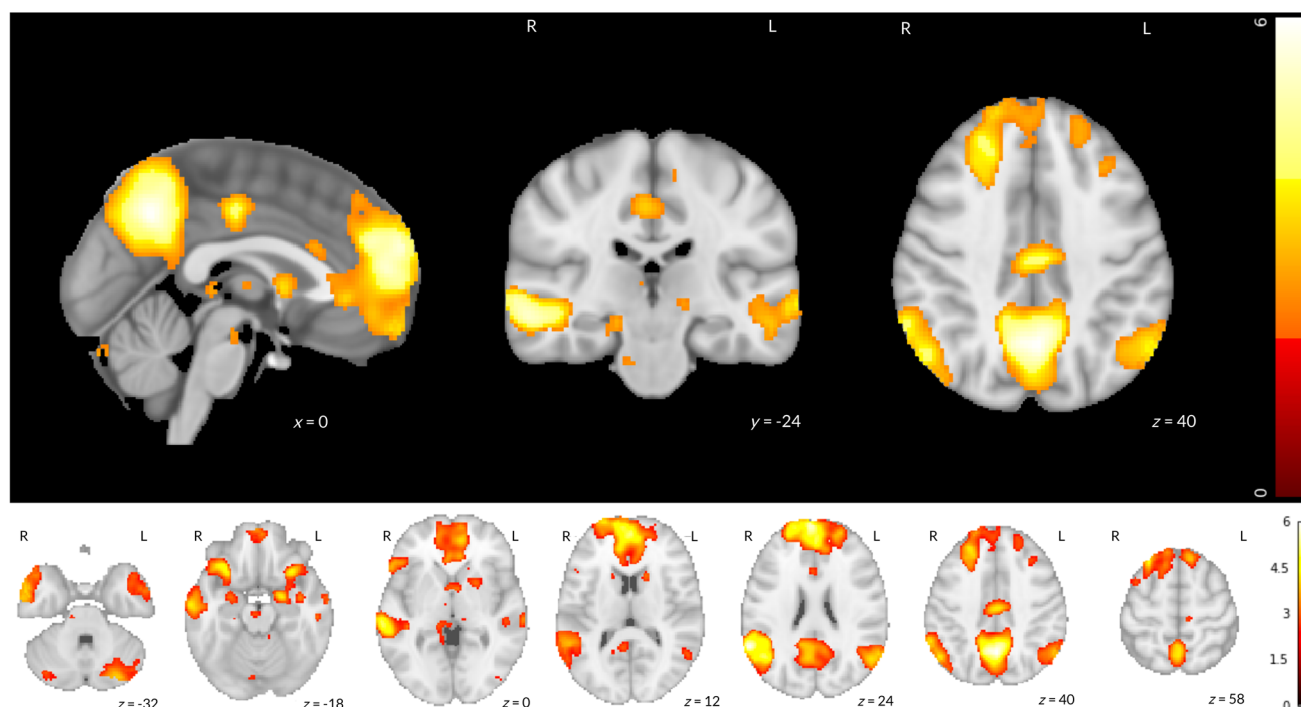 R L R L 6
x = 0 y = -24 z = 40
0
R L R L R L R L R L R L R L 6
4.5
3
1.5
z = -32 z = -18 z = 0 z = 12 z = 24 z = 40 z = 58 0